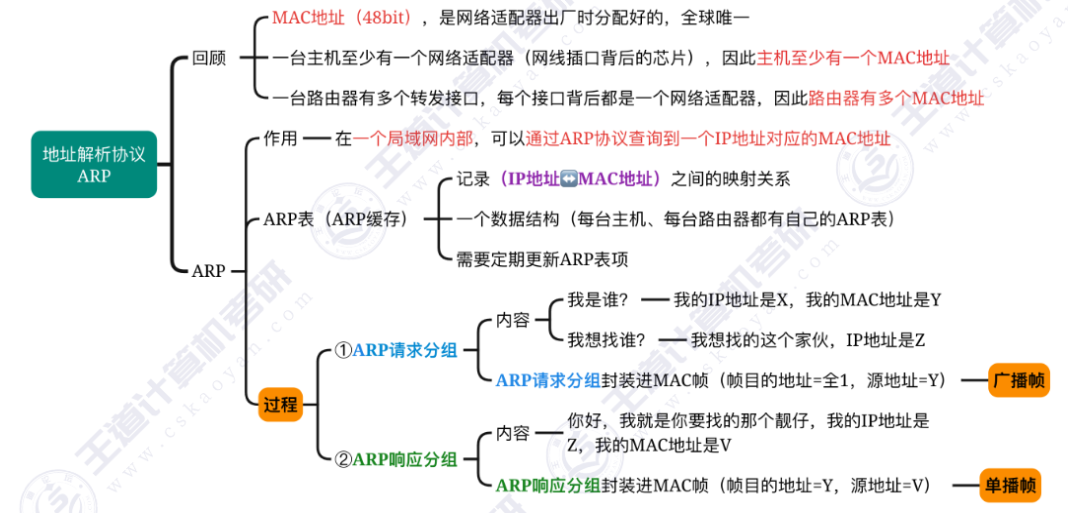 地址解析协议
ARP
回顾
MAC地址（48bit），是网络适配器出厂时分配好的，全球唯一
一台主机至少有一个网络适配器（网线插口背后的芯片），因此主机至少有一个MAC地址
一台路由器有多个转发接口，每个接口背后都是一个网络适配器，因此路由器有多个MAC地址
ARP
作用
在一个局域网内部，可以通过ARP协议查询到一个IP地址对应的MAC地址
ARP表（ARP缓存）
记录（IP地址↔️MAC地址）之间的映射关系
一个数据结构（每台主机、每台路由器都有自己的ARP表）
需要定期更新ARP表项
过程
①ARP请求分组
内容
我是谁？
我的IP地址是X，我的MAC地址是Y
我想找谁？
我想找的这个家伙，IP地址是Z
ARP请求分组封装进MAC帧（帧目的地址=全1，源地址=Y）
广播帧
②ARP响应分组
内容
你好，我就是你要找的那个靓仔，我的IP地址是
Z，我的MAC地址是V
ARP响应分组封装进MAC帧（帧目的地址=Y，源地址=V）
单播帧
王道计算机考研
www.cskaoyan.com